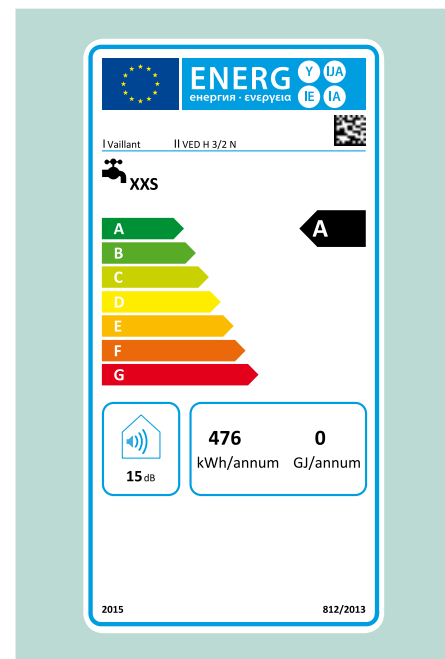 ENERG Y IJA
енергия · ενεργεια IE IA
I Vaillant II VED H 3/2 N
XXS
A A
B
C
D
E
F
G
476 0
kWh/annum GJ/annum
15 dB
2015 812/2013